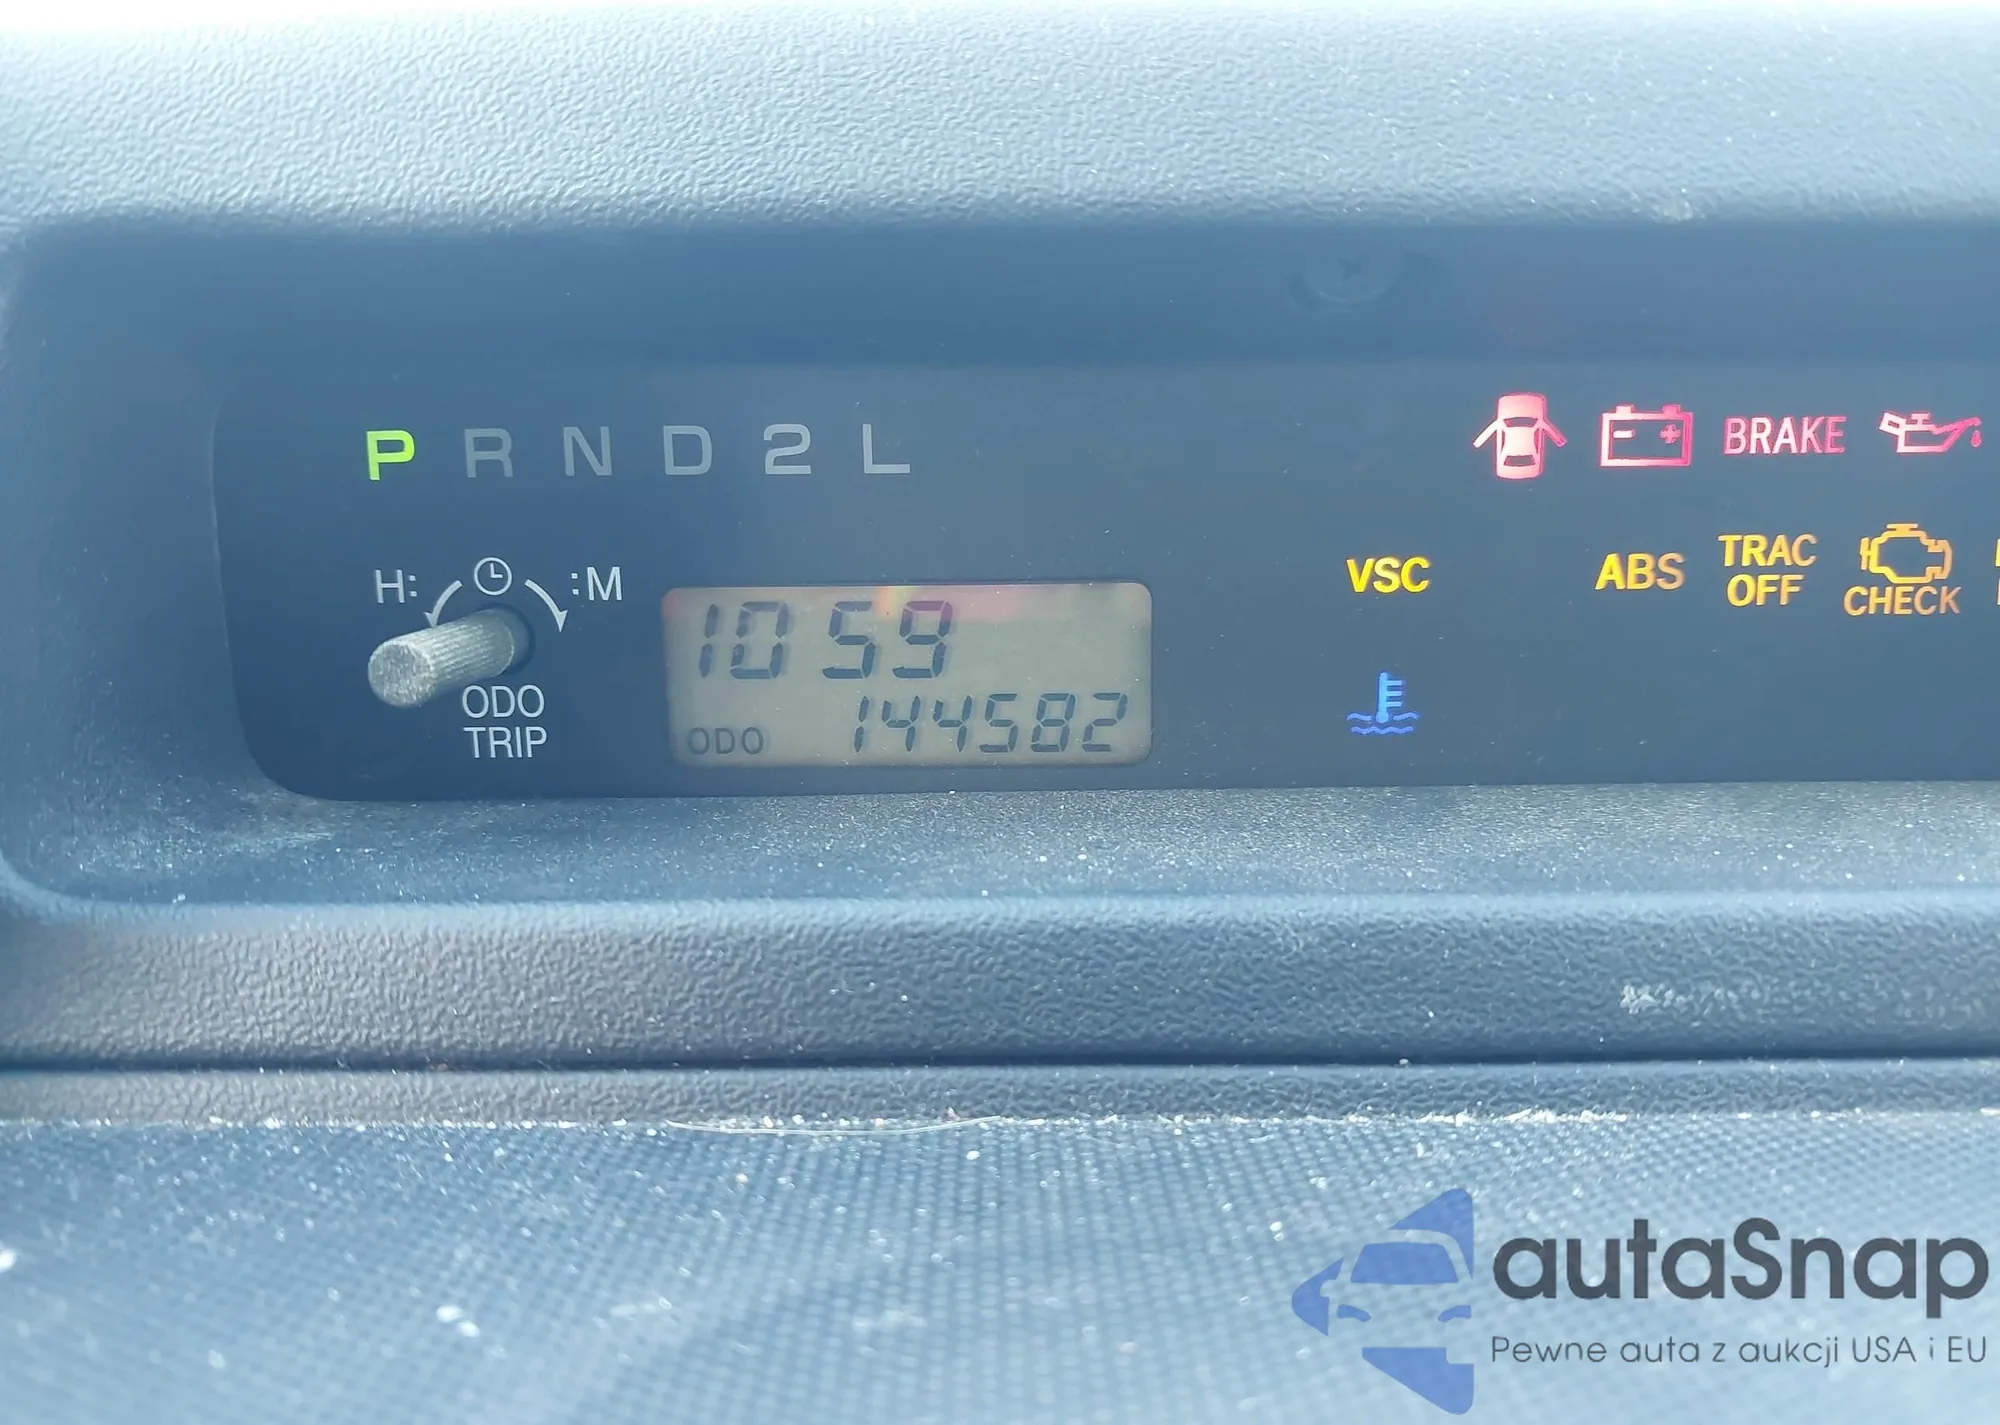 P R N D 2 L
BRAKE
H: :M
VSC ABS TRAC OFF CHECK
10 59
ODO 144582
ODO
TRIP
autaSnap
Pewne auta z aukcji USA i EU